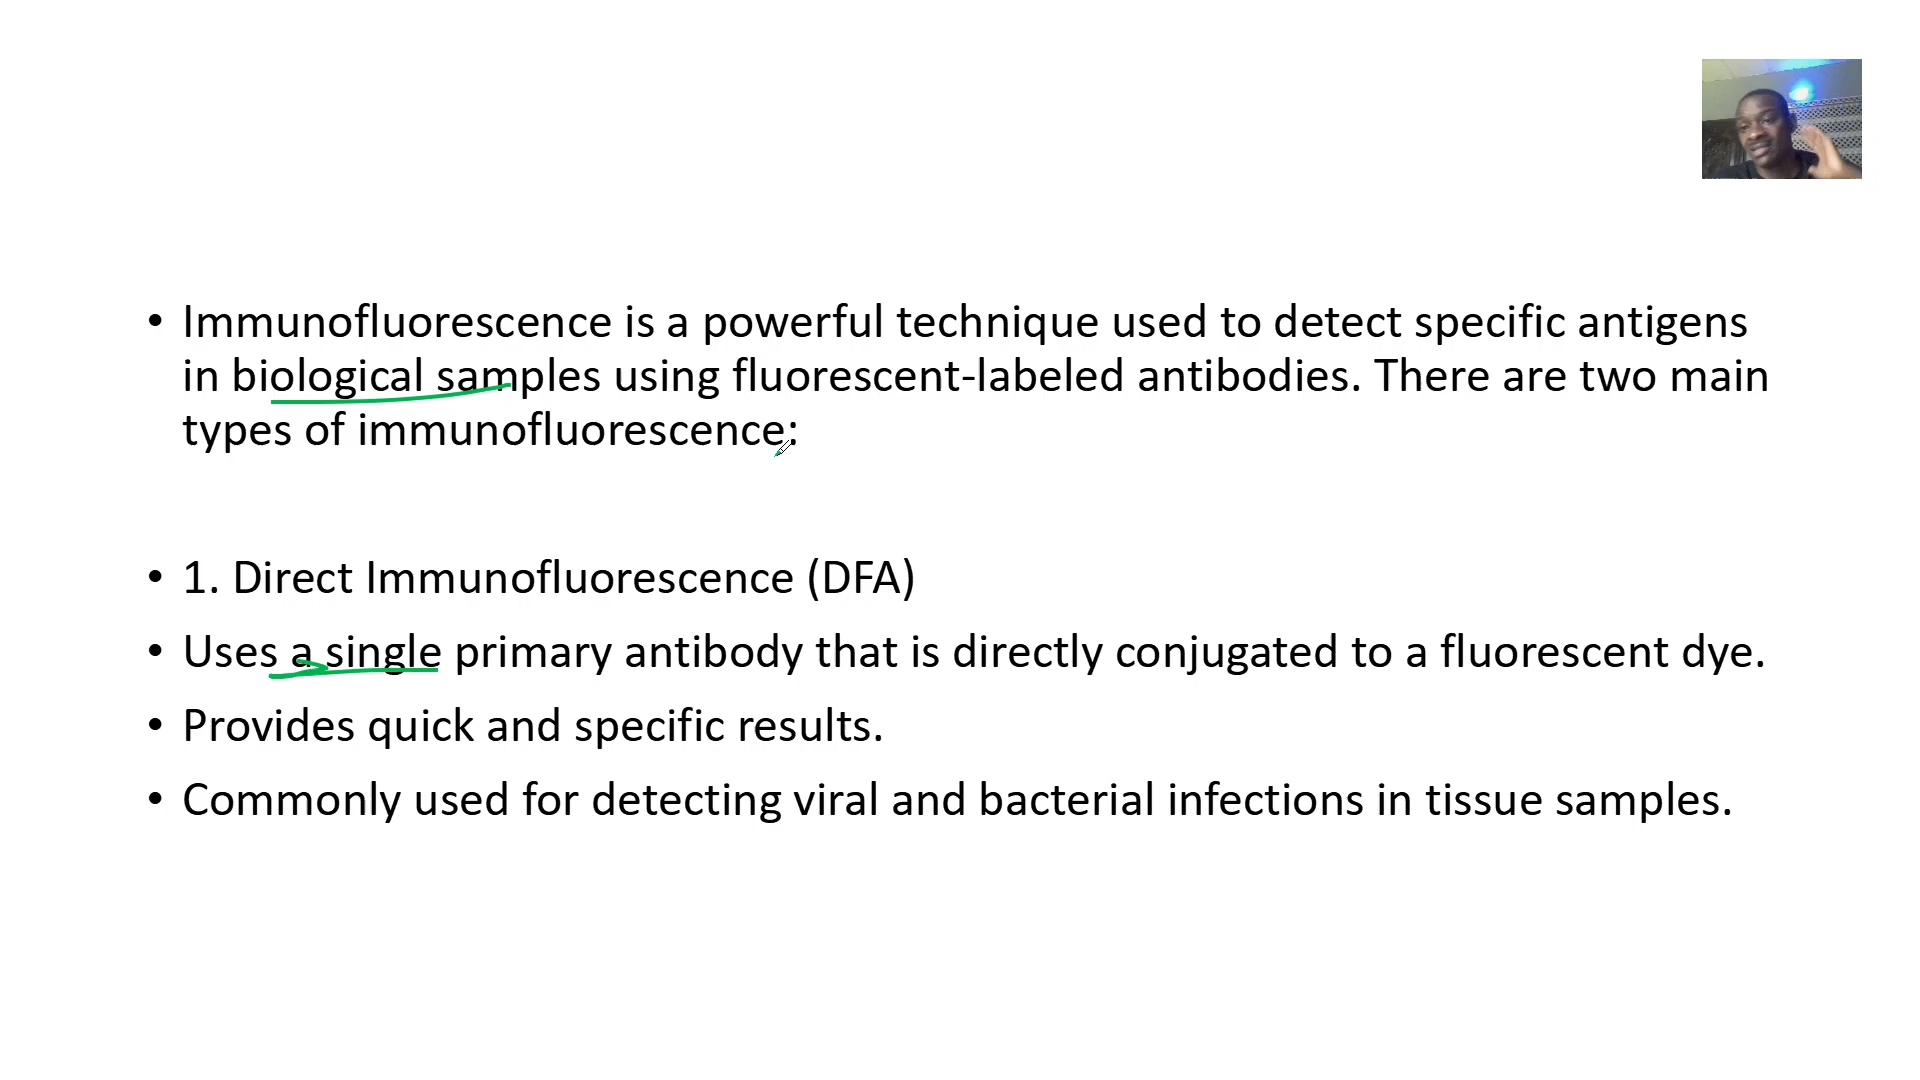 • Immunofluorescence is a powerful technique used to detect specific antigens
in biological samples using fluorescent-labeled antibodies. There are two main
types of immunofluorescence:
• 1. Direct Immunofluorescence (DFA)
• Uses a single primary antibody that is directly conjugated to a fluorescent dye.
• Provides quick and specific results.
• Commonly used for detecting viral and bacterial infections in tissue samples.